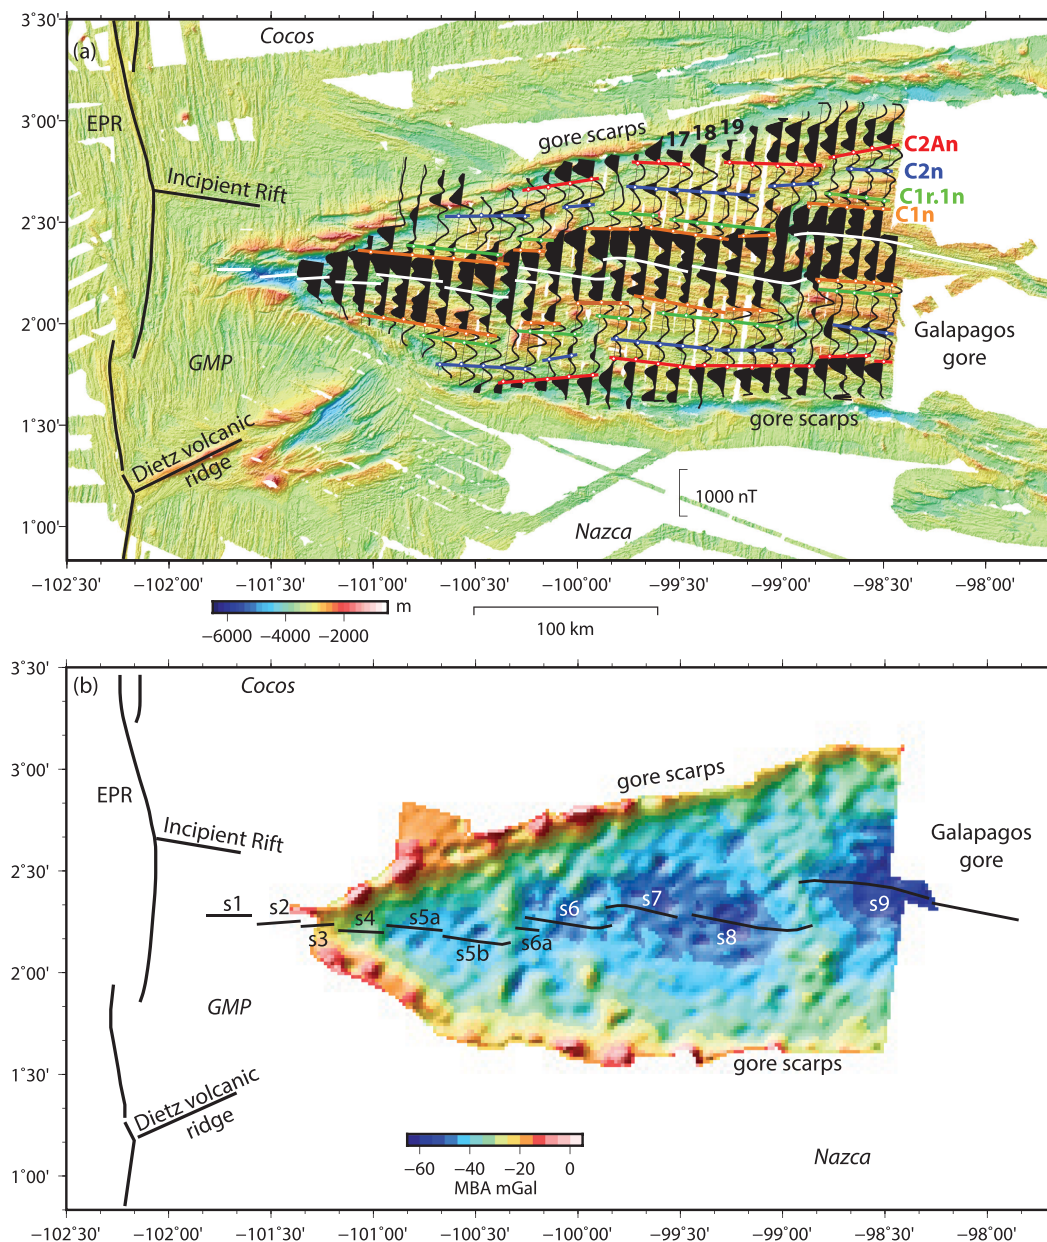 3°30'
(a)
Cocos
3°00'
EPR
gore scarps
17 18 19
C2An
C2n
C1r.1n
C1n
Incipient Rift
2°30'
2°00'
GMP
Galapagos
gore
1°30'
gore scarps
Dietz volcanic
ridge
1000 nT
1°00'
Nazca
−102°30' −102°00' −101°30' −101°00' −100°30' −100°00' −99°30' −99°00' −98°30' −98°00'
m
−6000 −4000 −2000
100 km
3°30'
(b)
Cocos
3°00'
EPR
gore scarps
Incipient Rift
Galapagos
gore
2°30'
s1 s2 s3 s4 s5a s5b s6a s6 s7 s8 s9
2°00'
GMP
1°30'
gore scarps
Dietz volcanic
ridge
1°00'
−60 −40 −20 0
MBA mGal
Nazca
−102°30' −102°00' −101°30' −101°00' −100°30' −100°00' −99°30' −99°00' −98°30' −98°00'